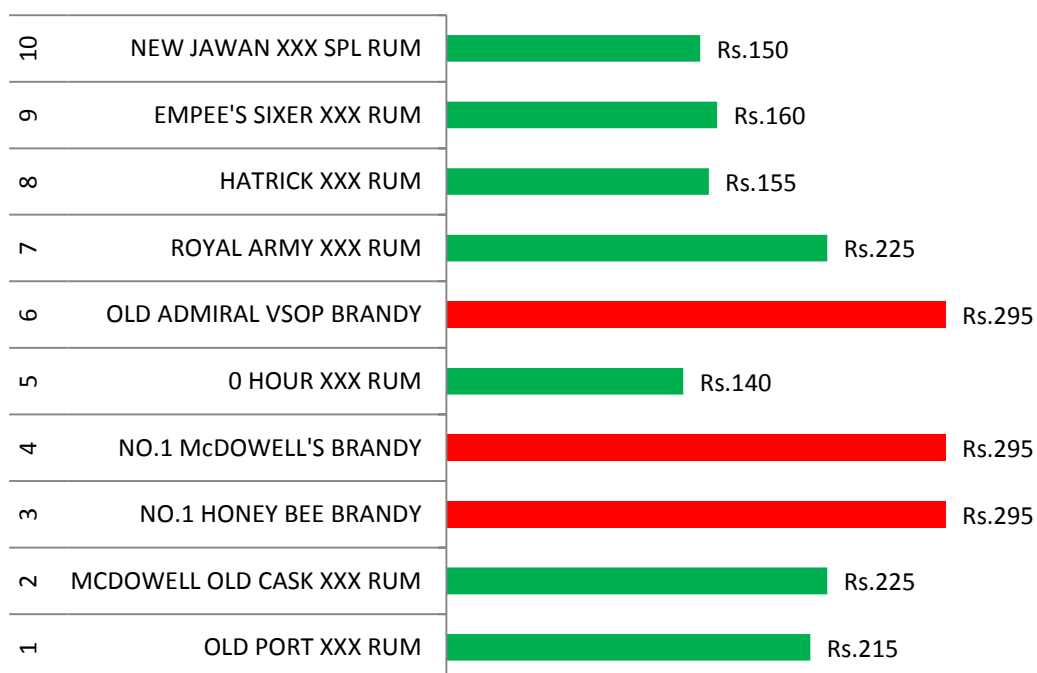 10 NEW JAWAN XXX SPL RUM Rs.150
9 EMPEE'S SIXER XXX RUM Rs.160
8 HATRICK XXX RUM Rs.155
7 ROYAL ARMY XXX RUM Rs.225
6 OLD ADMIRAL VSOP BRANDY Rs.295
5 0 HOUR XXX RUM Rs.140
4 NO.1 McDOWELL'S BRANDY Rs.295
3 NO.1 HONEY BEE BRANDY Rs.295
2 MCDOWELL OLD CASK XXX RUM Rs.225
1 OLD PORT XXX RUM Rs.215